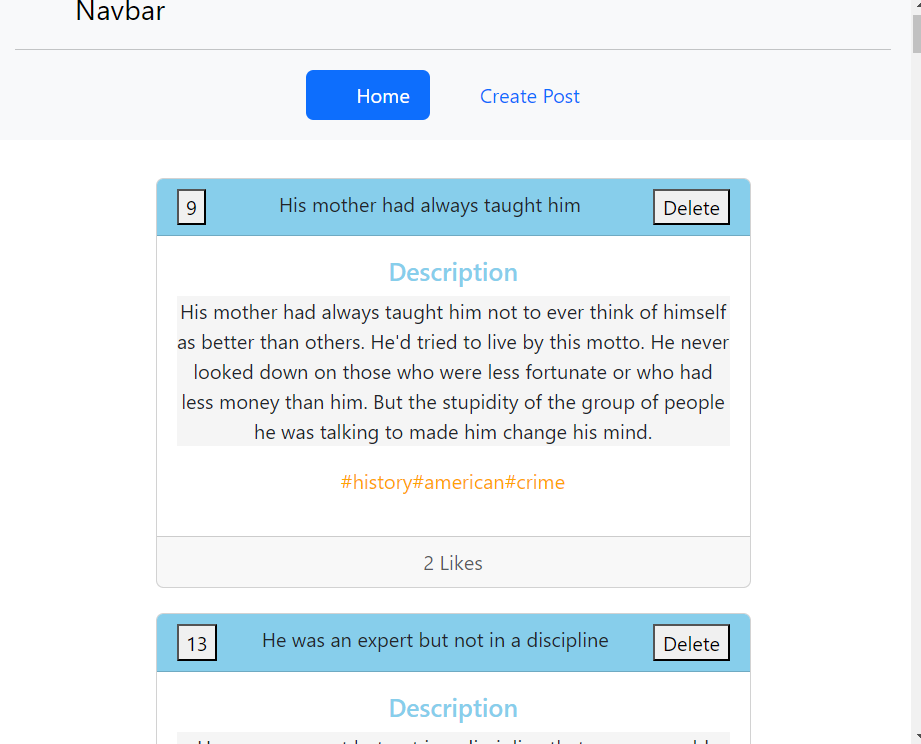 Navbar
Home Create Post
9 His mother had always taught him Delete
Description
His mother had always taught him not to ever think of himself
as better than others. He'd tried to live by this motto. He never
looked down on those who were less fortunate or who had
less money than him. But the stupidity of the group of people
he was talking to made him change his mind.
#history#american#crime
2 Likes
13 He was an expert but not in a discipline Delete
Description